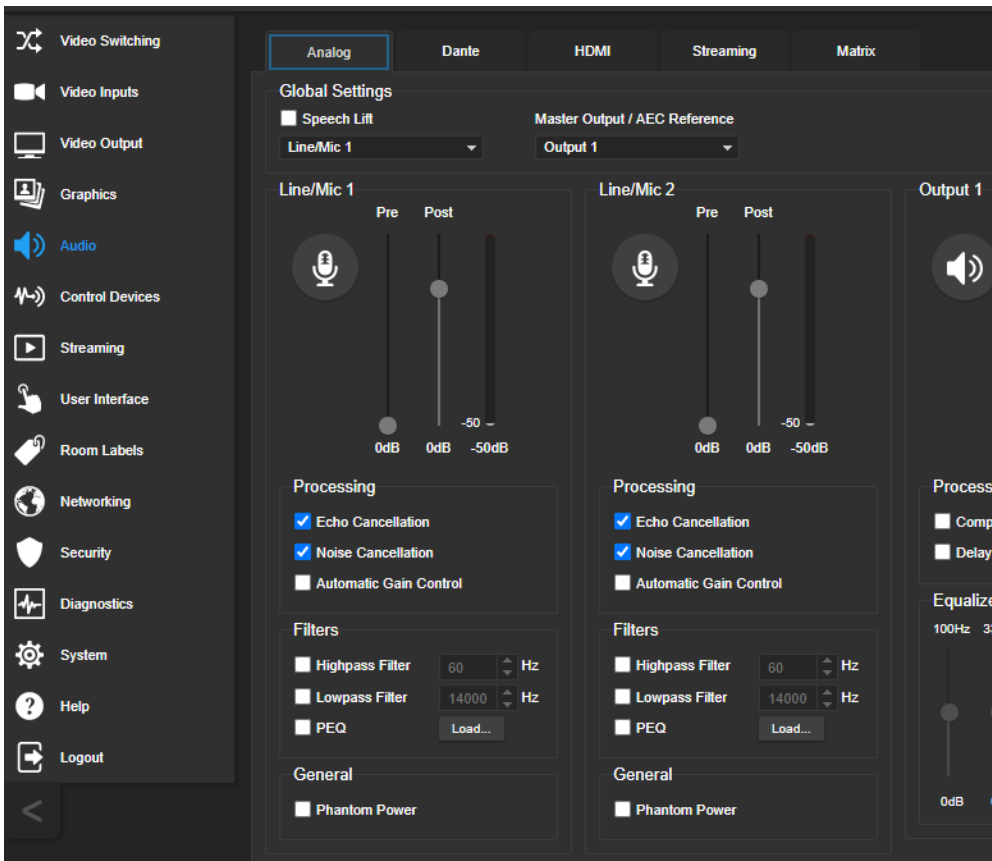 Video Switching
Video Inputs
Video Output
Graphics
Audio
Control Devices
Streaming
User Interface
Room Labels
Networking
Security
Diagnostics
System
Help
Logout
<
Analog Dante HDMI Streaming Matrix
Global Settings
Speech Lift Master Output / AEC Reference
Line/Mic 1 Output 1
Line/Mic 1
Pre Post
-50
0dB 0dB -50dB
Processing
Echo Cancellation
Noise Cancellation
Automatic Gain Control
Filters
Highpass Filter 60 Hz
Lowpass Filter 14000 Hz
PEQ Load...
General
Phantom Power
Line/Mic 2
Pre Post
-50
0dB 0dB -50dB
Processing
Echo Cancellation
Noise Cancellation
Automatic Gain Control
Filters
Highpass Filter 60 Hz
Lowpass Filter 14000 Hz
PEQ Load...
General
Phantom Power
Output 1
Process
Comp
Delay
Equalize
100Hz 33
0dB